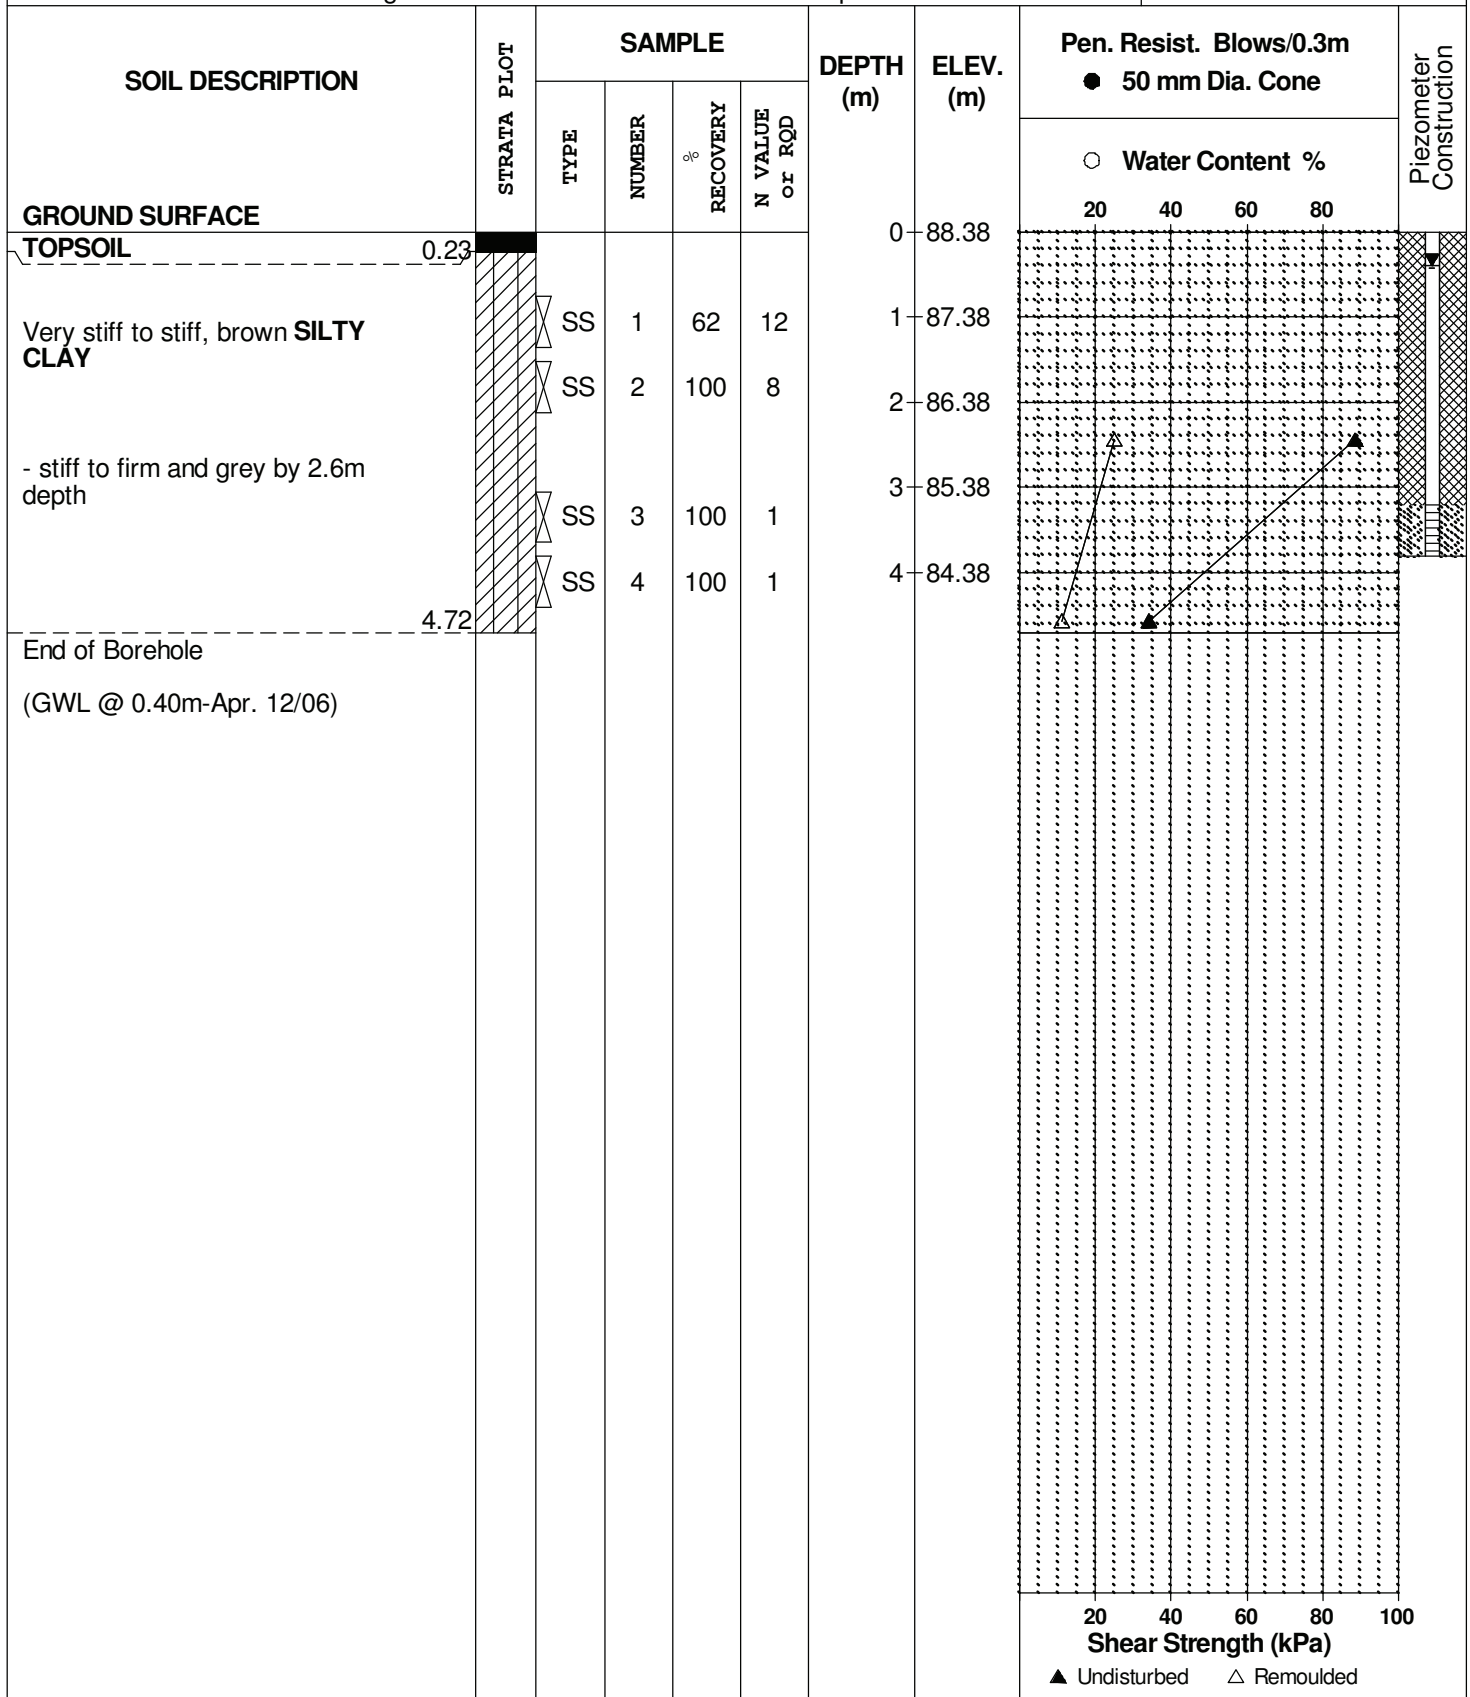 SOIL DESCRIPTION
STRATA PLOT
SAMPLE
TYPE
NUMBER
%
RECOVERY
N VALUE
or RQD
DEPTH
(m)
ELEV.
(m)
Pen. Resist. Blows/0.3m
● 50 mm Dia. Cone
○ Water Content %
Piezometer
Construction
20 40 60 80
GROUND SURFACE
0 88.38
TOPSOIL 0.23
Very stiff to stiff, brown SILTY
CLAY
SS 1 62 12
1 87.38
SS 2 100 8
2 86.38
- stiff to firm and grey by 2.6m
depth
3 85.38
SS 3 100 1
SS 4 100 1
4 84.38
4.72
End of Borehole
(GWL @ 0.40m-Apr. 12/06)
20 40 60 80 100
Shear Strength (kPa)
▲ Undisturbed △ Remoulded